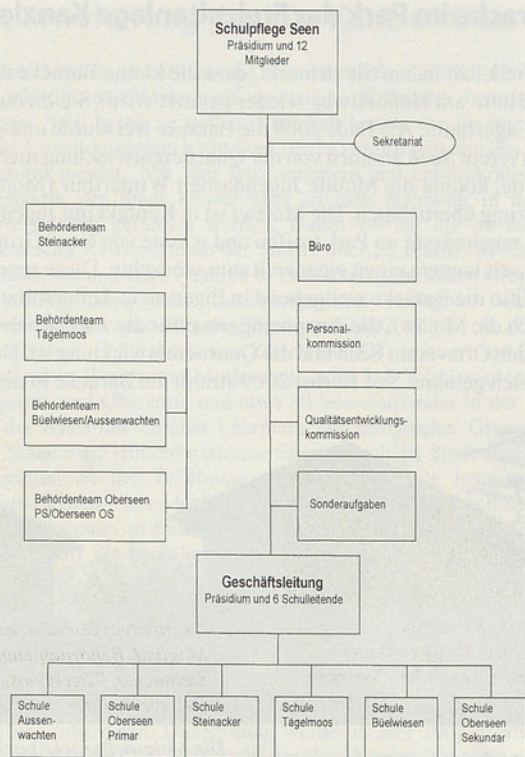 Schulpflege Seen
Präsidium und 12
Mitglieder
Sekretariat
Behördenteam
Steinacker
Büro
Behördenteam
Tägelmoos
Personal-
kommission
Behördenteam
Büelwiesen/Aussenwachten
Qualitätsentwicklungs-
kommission
Behördenteam Oberseen
PS/Oberseen OS
Sonderaufgaben
Geschäftsleitung
Präsidium und 6 Schulleitende
Schule
Aussen-
wachten
Schule
Oberseen
Primar
Schule
Steinacker
Schule
Tägelmoos
Schule
Büelwiesen
Schule
Oberseen
Sekundar